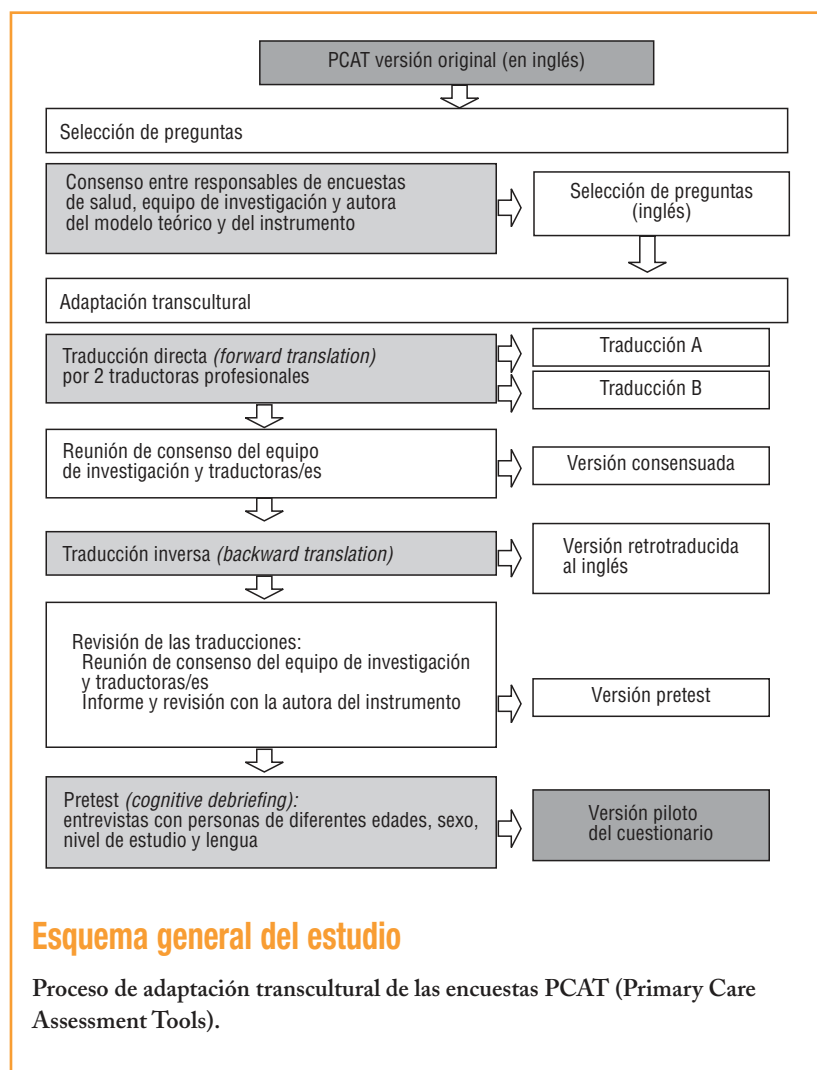 PCAT versión original (en inglés)
Selección de preguntas
Consenso entre responsables de encuestas
de salud, equipo de investigación y autora
del modelo teórico y del instrumento
Selección de preguntas
(inglés)
Adaptación transcultural
Traducción directa (forward translation)
por 2 traductoras profesionales
Traducción A
Traducción B
Reunión de consenso del equipo
de investigación y traductoras/es
Versión consensuada
Traducción inversa (backward translation)
Versión retrotraducida
al inglés
Revisión de las traducciones:
Reunión de consenso del equipo de investigación
y traductoras/es
Informe y revisión con la autora del instrumento
Versión pretest
Pretest (cognitive debriefing):
entrevistas con personas de diferentes edades, sexo,
nivel de estudio y lengua
Versión piloto
del cuestionario
Esquema general del estudio
Proceso de adaptación transcultural de las encuestas PCAT (Primary Care
Assessment Tools).